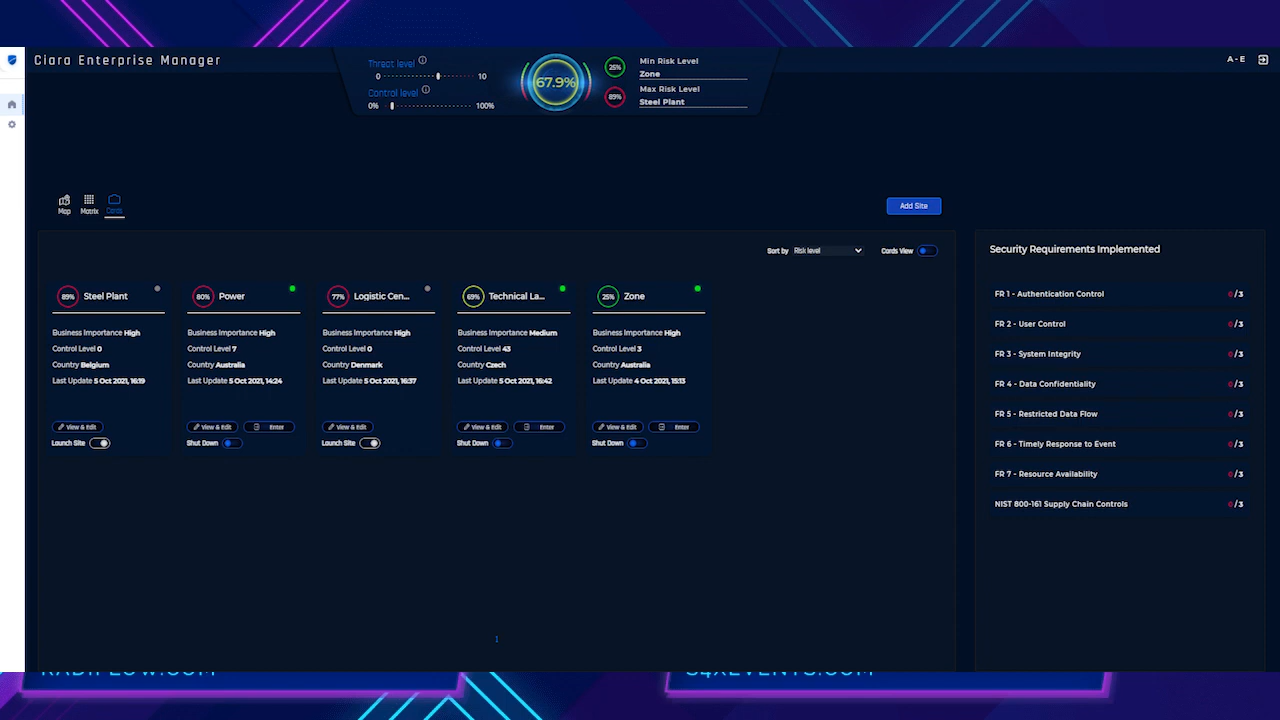 Ciara Enterprise Manager
Threat level
0 10
Control level
0% 100%
67.9%
25%
Min Risk Level
Zone
89%
Max Risk Level
Steel Plant
A - E
Map Matrix Cards
Add Site
Sort by Risk level Cards View
89% Steel Plant
Business Importance High
Control Level 0
Country Belgium
Last Update 5 Oct 2021, 16:19
View & Edit
Launch Site
80% Power
Business Importance High
Control Level 7
Country Australia
Last Update 5 Oct 2021, 14:24
View & Edit Enter
Shut Down
77% Logistic Cen...
Business Importance High
Control Level 0
Country Denmark
Last Update 5 Oct 2021, 16:37
View & Edit
Launch Site
69% Technical La...
Business Importance Medium
Control Level 43
Country Czech
Last Update 5 Oct 2021, 16:42
View & Edit Enter
Shut Down
25% Zone
Business Importance High
Control Level 3
Country Australia
Last Update 4 Oct 2021, 15:13
View & Edit Enter
Shut Down
1
Security Requirements Implemented
FR 1 - Authentication Control 0/3
FR 2 - User Control 0/3
FR 3 - System Integrity 0/3
FR 4 - Data Confidentiality 0/3
FR 5 - Restricted Data Flow 0/3
FR 6 - Timely Response to Event 0/3
FR 7 - Resource Availability 0/3
NIST 800-161 Supply Chain Controls 0/3
RADIFLOW.COM
S4XEVENTS.COM